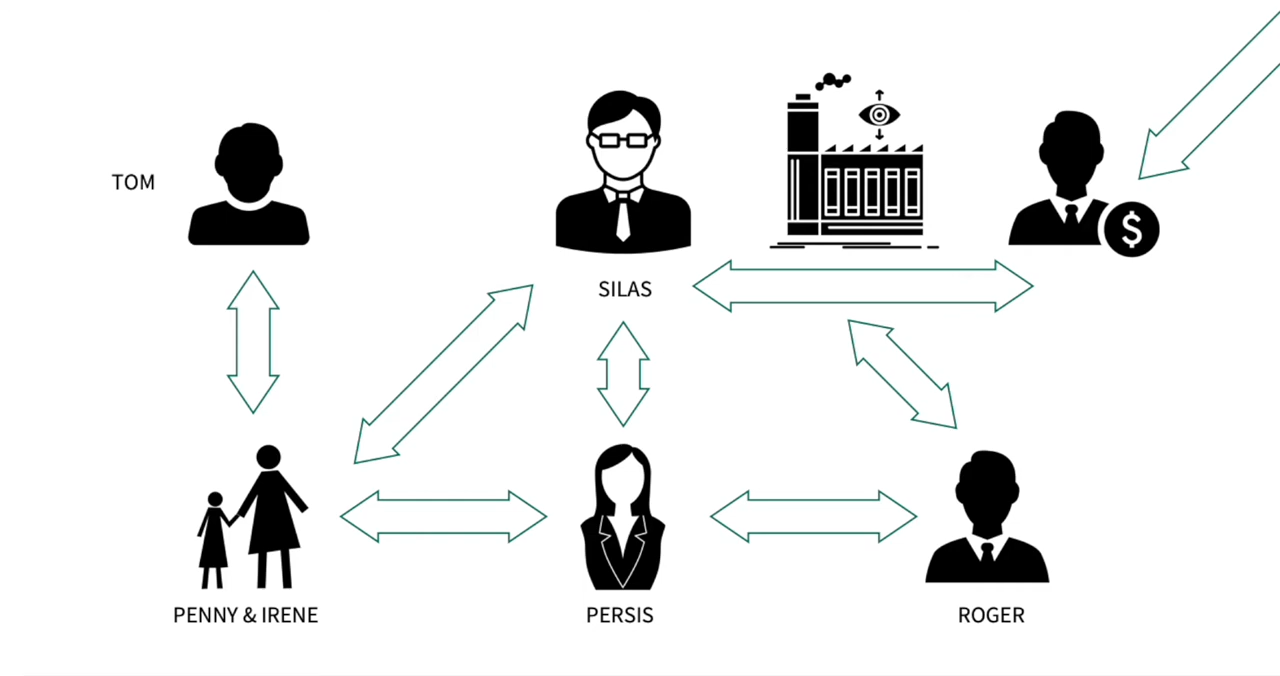 TOM
SILAS
$
PENNY & IRENE
PERSIS
ROGER